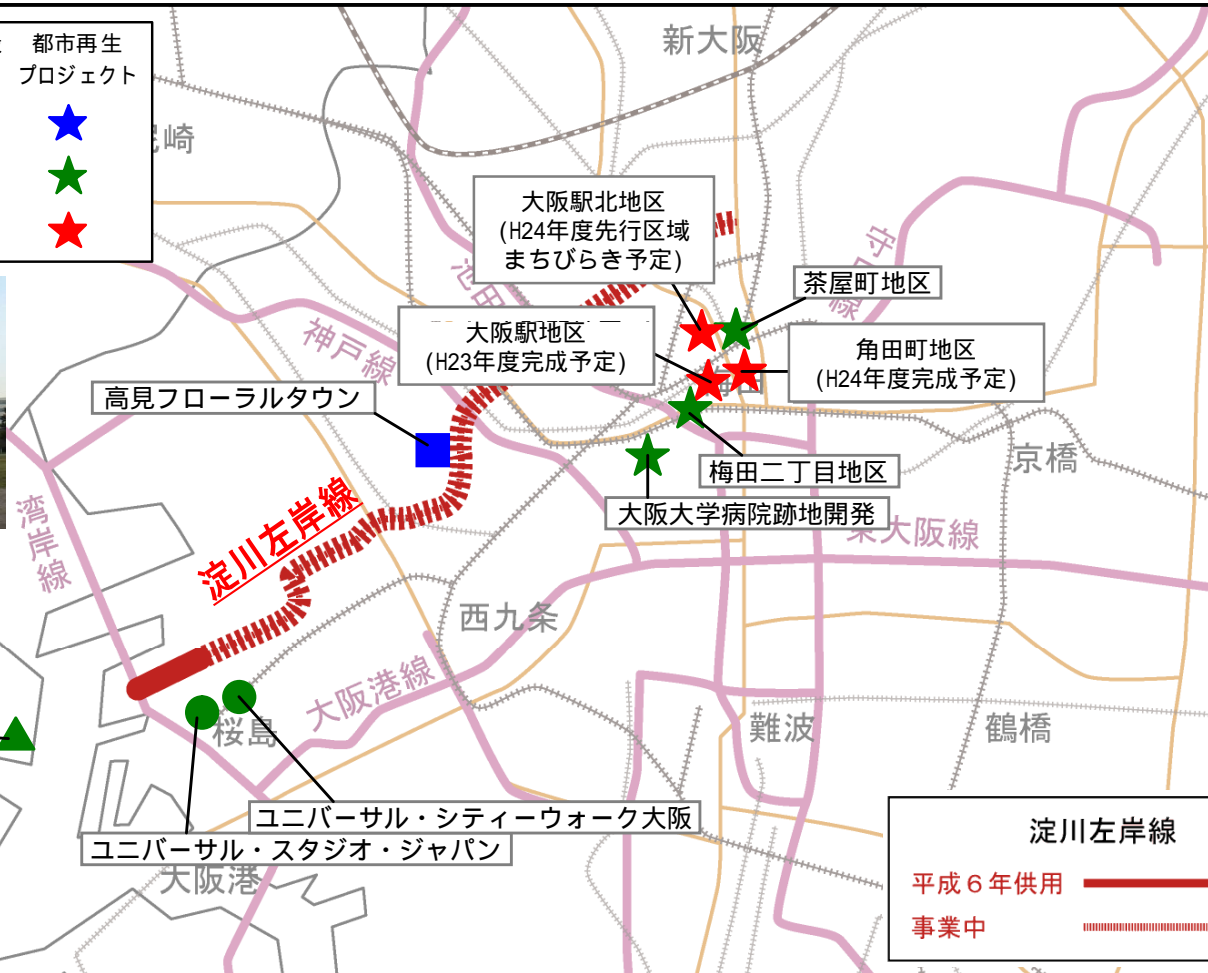 都市再生
プロジェクト
新大阪
崎
大阪駅北地区
(H24年度先行区域
まちびらき予定)
守口線
池田
茶屋町地区
神戸線
大阪駅地区
(H23年度完成予定)
角田町地区
(H24年度完成予定)
梅田
高見フローラルタウン
京橋
梅田二丁目地区
大阪大学病院跡地開発
湾岸線
淀川左岸線
東大阪線
西九条
大阪港線
桜島
難波
鶴橋
ユニバーサル・シティーウォーク大阪
ユニバーサル・スタジオ・ジャパン
大阪港
淀川左岸線
平成6年供用
事業中